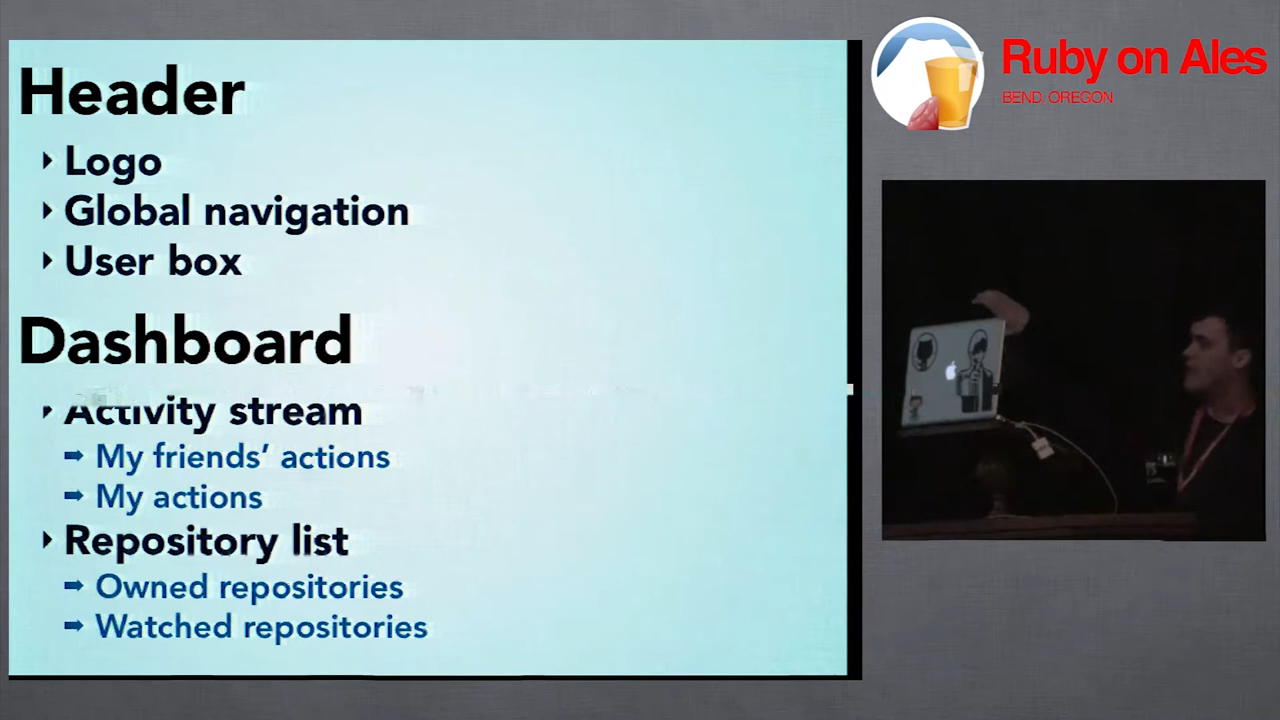 Header
Logo
Global navigation
User box
Dashboard
Activity stream
My friends’ actions
My actions
Repository list
Owned repositories
Watched repositories
Ruby on Ales
BEND, OREGON